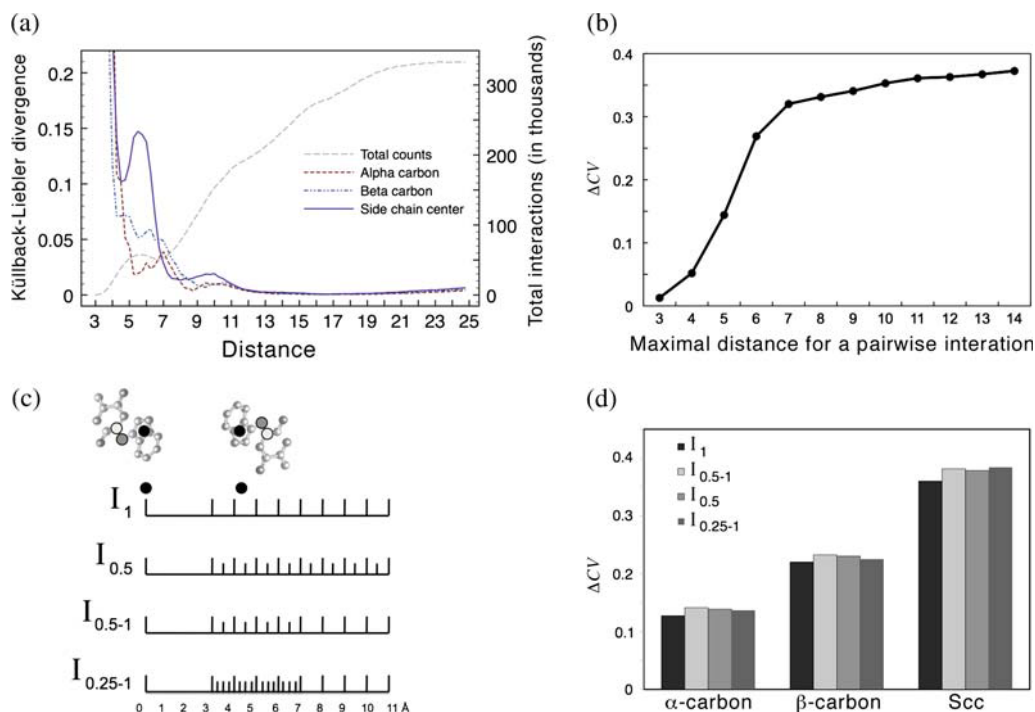 (a)
Küllback-Liebler divergence
0.2
0.15
0.1
0.05
0
Total counts
Alpha carbon
Beta carbon
Side chain center
300
200
100
0
Total interactions (in thousands)
3 5 7 9 11 13 15 17 19 21 23 25
Distance
(b)
ΔCV
0.4
0.3
0.2
0.1
0
3 4 5 6 7 8 9 10 11 12 13 14
Maximal distance for a pairwise interation
(c)
I1
I0.5
I0.5-1
I0.25-1
0 1 2 3 4 5 6 7 8 9 10 11 Å
(d)
ΔCV
0.4
0.3
0.2
0.1
0
I1
I0.5-1
I0.5
I0.25-1
α-carbon β-carbon Scc